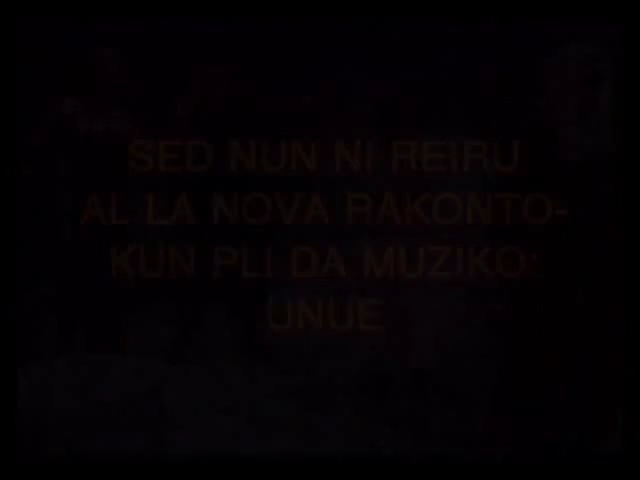 SED NUN NI REIRU
AL LA NOVA RAKONTO-
KUN PLI DA MUZIKO:
UNUE